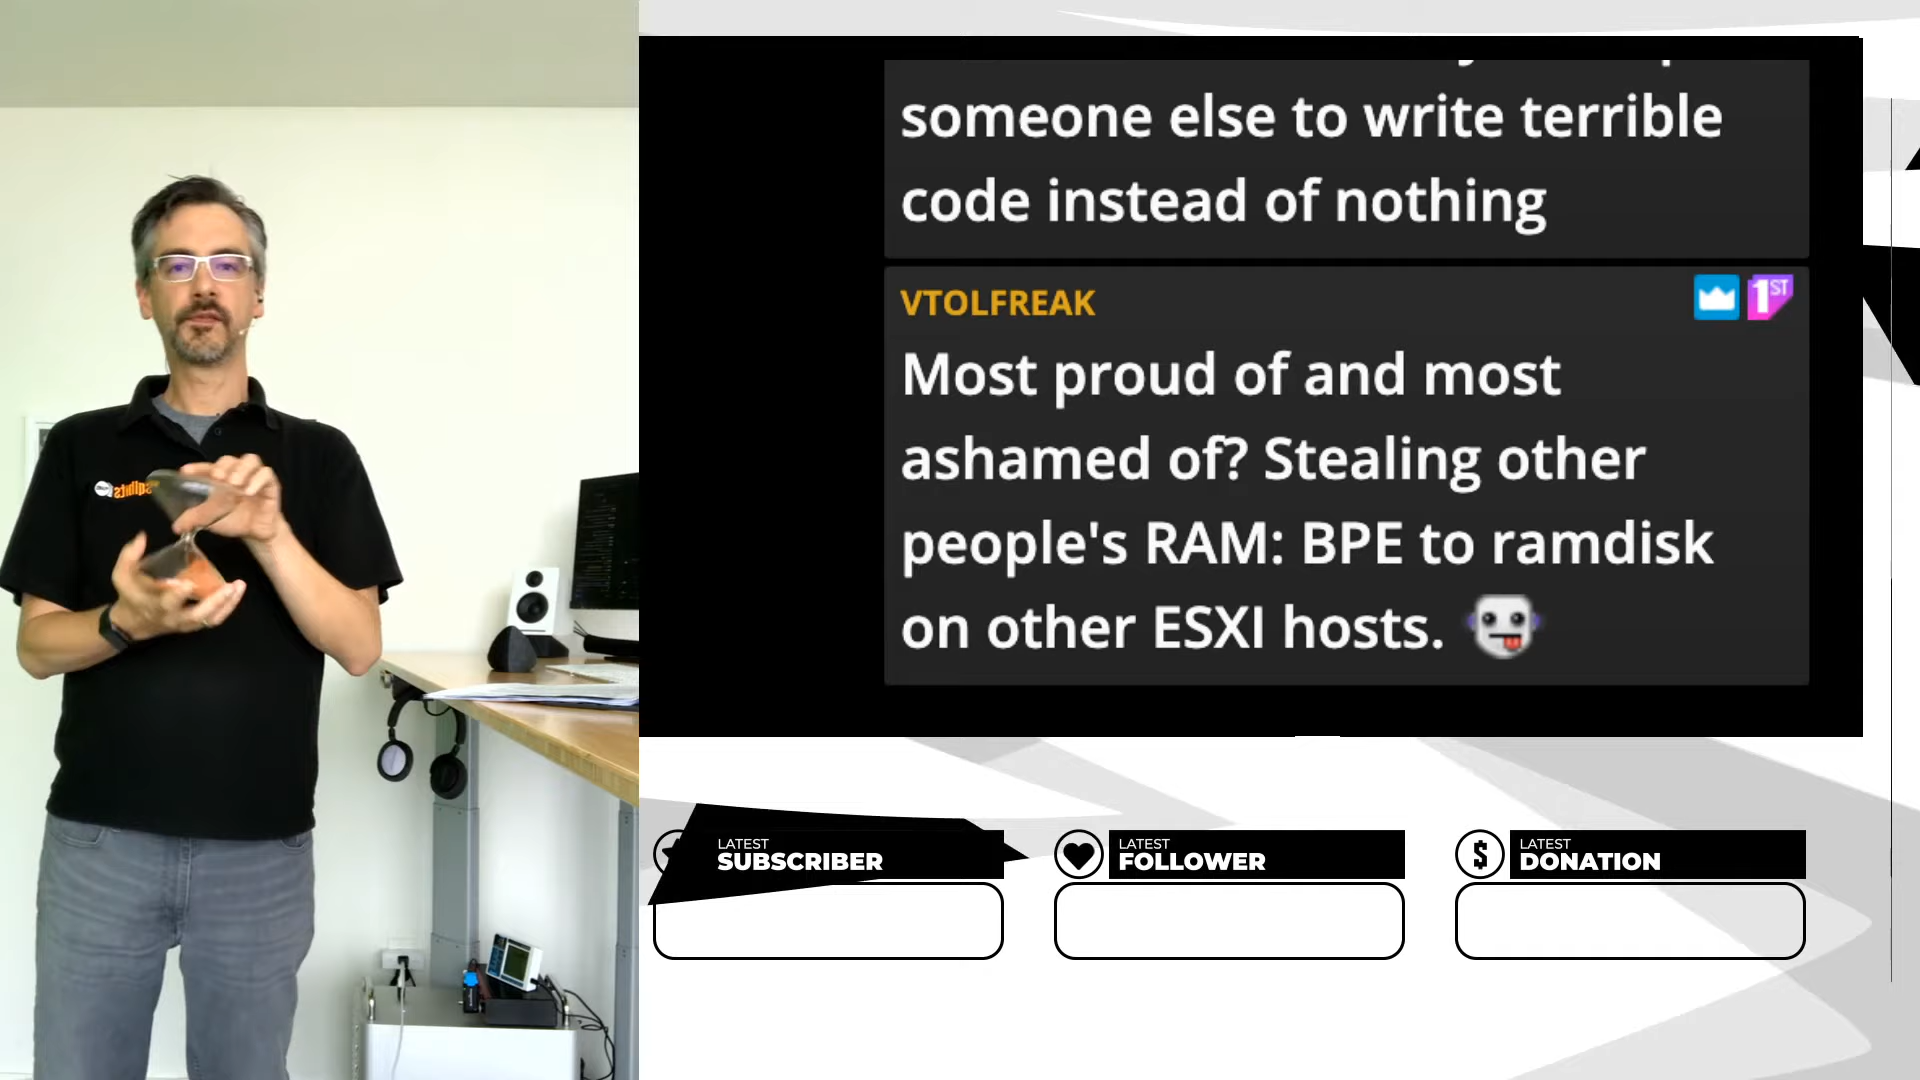 someone else to write terrible
code instead of nothing
VTOLFREAK
1ST
Most proud of and most
ashamed of? Stealing other
people's RAM: BPE to ramdisk
on other ESXI hosts.
LATEST
SUBSCRIBER
LATEST
FOLLOWER
$
LATEST
DONATION